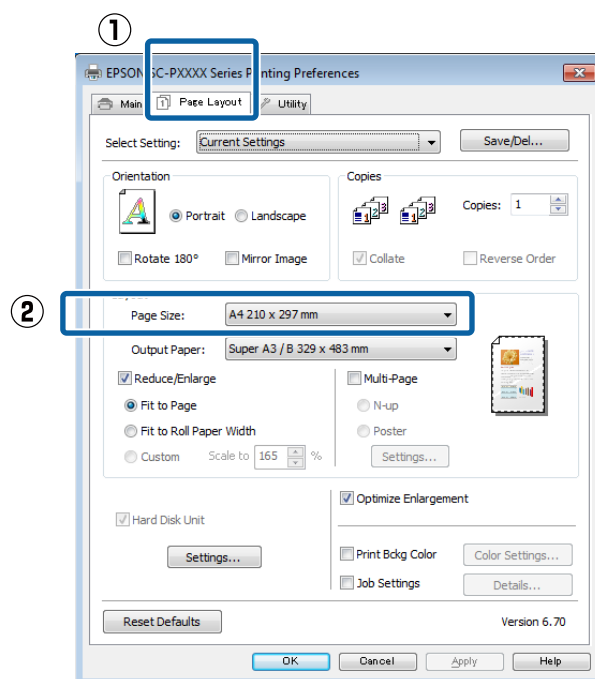 ①
EPSON SC-PXXXX Series Printing Preferences
Main Page Layout Utility
Select Setting: Current Settings Save/Del...
Orientation Copies
Portrait Landscape Copies: 1
Rotate 180° Mirror Image Collate Reverse Order
②
Page Size: A4 210 x 297 mm
Output Paper: Super A3 / B 329 x 483 mm
Reduce/Enlarge Multi-Page
Fit to Page N-up
Fit to Roll Paper Width Poster
Custom Scale to 165 % Settings...
Optimize Enlargement
Hard Disk Unit
Settings... Print Bckg Color Color Settings...
Job Settings Details...
Reset Defaults Version 6.70
OK Cancel Apply Help